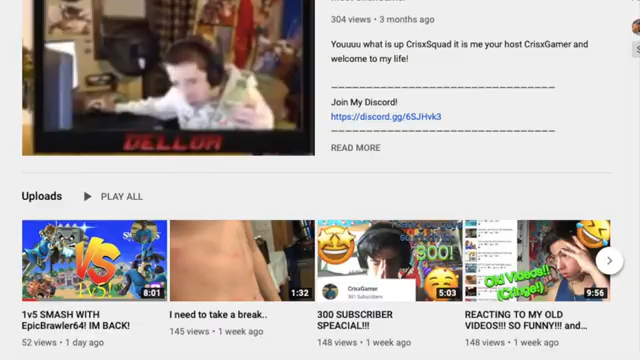 304 views • 3 months ago
Youuuu what is up CrisxSquad it is me your host CrisxGamer and
welcome to my life!
Join My Discord!
https://discord.gg/6SJHvk3
READ MORE
DELLOR
Uploads
PLAY ALL
VS
8:01
1:32
300!
CrisxGamer
5:03
Old Videos!!
(Cringe!)
9:56
1v5 SMASH WITH
EpicBrawler64! IM BACK!
52 views • 1 day ago
I need to take a break..
145 views • 1 week ago
300 SUBSCRIBER
SPEACIAL!!!
148 views • 1 week ago
REACTING TO MY OLD
VIDEOS!!! SO FUNNY!!! and...
148 views • 1 week ago